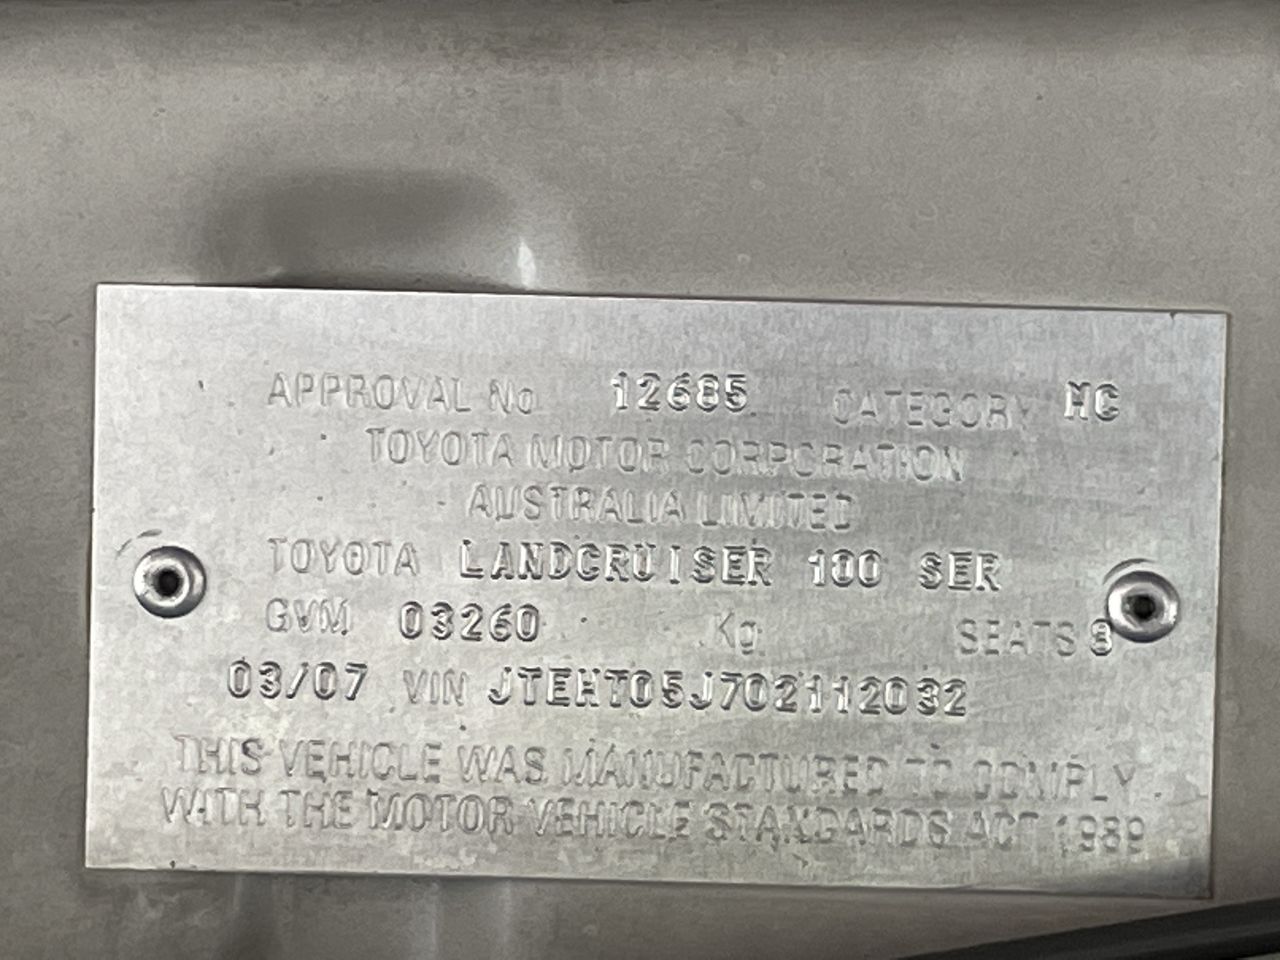 APPROVAL No 12685 CATEGORY MC
TOYOTA MOTOR CORPORATION
AUSTRALIA LIMITED
TOYOTA LANDCRUISER 100 SER
GVM 03260 Kg SEATS 8
03/07 VIN JTEHT05J702112032
THIS VEHICLE WAS MANUFACTURED TO COMPLY
WITH THE MOTOR VEHICLE STANDARDS ACT 1989